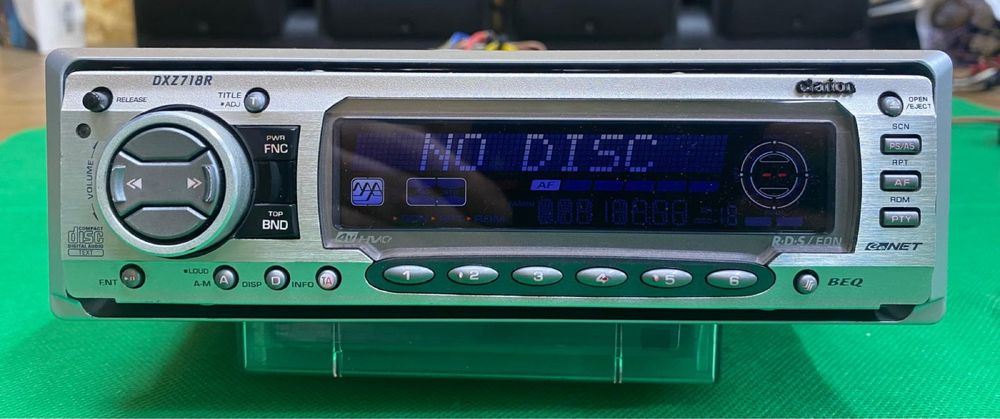 DXZ718R
clarion
RELEASE
TITLE
• ADJ
T
OPEN
/EJECT
VOLUME
PWR
FNC
TOP
BND
NO DISC
AF
SCN
PS/AS
RPT
AF
RDM
PTY
COMPACT
disc
DIGITAL AUDIO
TEXT
R·D·S/EON
CeNET
ENT
• LOUD
A-M
A
DISP
D
INFO
TA
1
2
3
4
5
6
BEQ